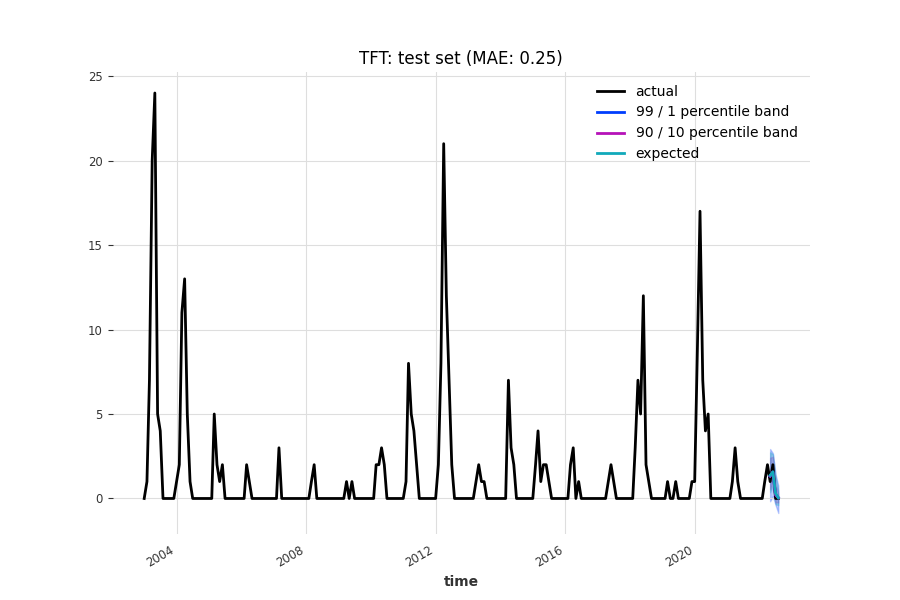 TFT: test set (MAE: 0.25)
25
20
15
10
5
0
actual
99 / 1 percentile band
90 / 10 percentile band
expected
2004
2008
2012
2016
2020
time